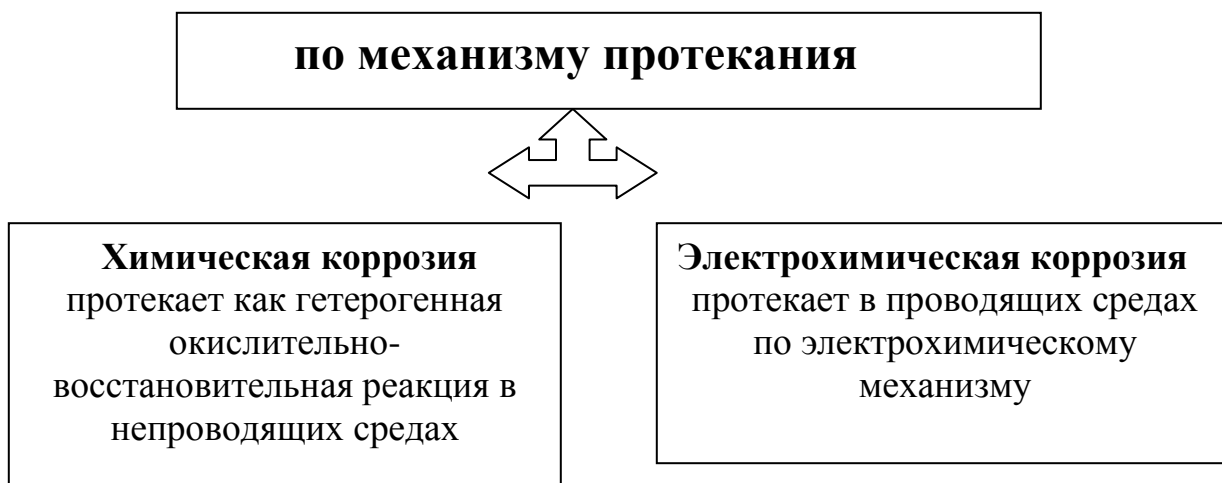 по механизму протекания
Химическая коррозия
протекает как гетерогенная
окислительно-
восстановительная реакция в
непроводящих средах
Электрохимическая коррозия
протекает в проводящих средах
по электрохимическому
механизму